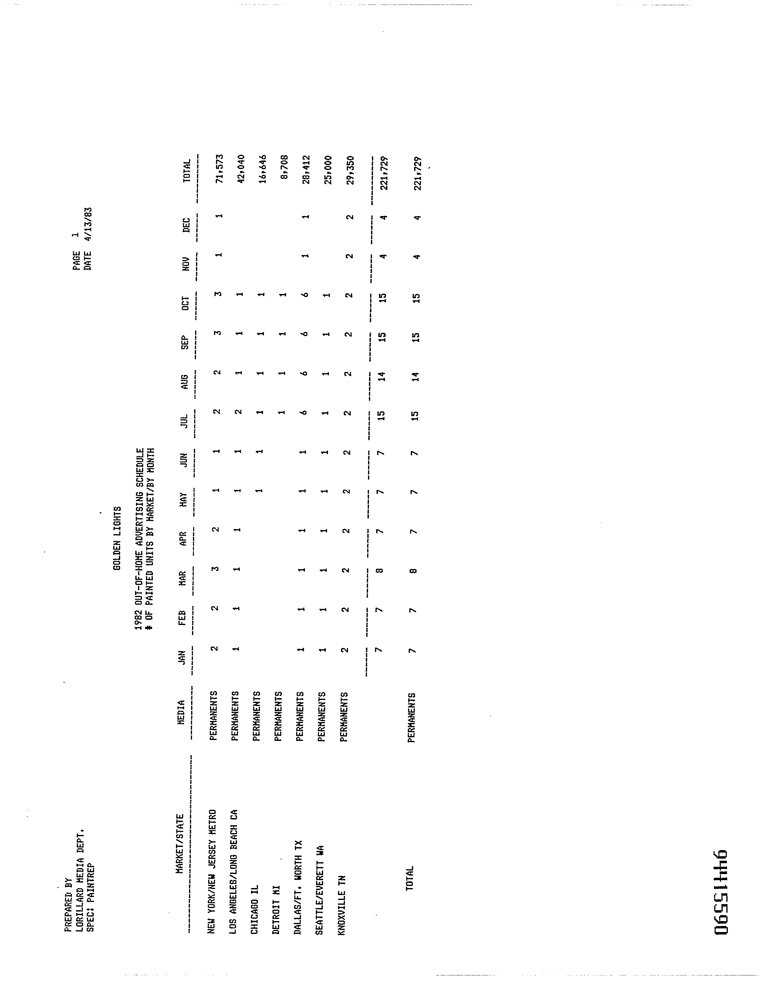 PREPARED BY
LORILLARD MEDIA DEPT.
SPEC: PAINTREP
PAGE 1
DATE 4/13/83
GOLDEN LIGHTS
1982 OUT-OF-HOME ADVERTISING SCHEDULE
# OF PAINTED UNITS BY MARKET/BY MONTH
MARKET/STATE MEDIA JAN FEB MAR APR MAY JUN JUL AUG SEP OCT NOV DEC TOTAL
NEW YORK/NEW JERSEY METRO PERMANENTS 2 2 3 2 1 1 2 2 3 3 1 1 71,573
LOS ANGELES/LONG BEACH CA PERMANENTS 1 1 1 1 1 1 2 1 1 1 42,040
CHICAGO IL PERMANENTS 1 1 1 1 1 1 16,646
DETROIT MI PERMANENTS 1 1 1 1 8,708
DALLAS/FT. WORTH TX PERMANENTS 1 1 1 1 1 1 6 6 6 6 1 1 28,412
SEATTLE/EVERETT WA PERMANENTS 1 1 1 1 1 1 1 1 1 1 25,000
KNOXVILLE TN PERMANENTS 2 2 2 2 2 2 2 2 2 2 2 2 29,350
7 7 8 7 7 7 15 14 15 15 4 4 221,729
TOTAL PERMANENTS 7 7 8 7 7 7 15 14 15 15 4 4 221,729
94415590